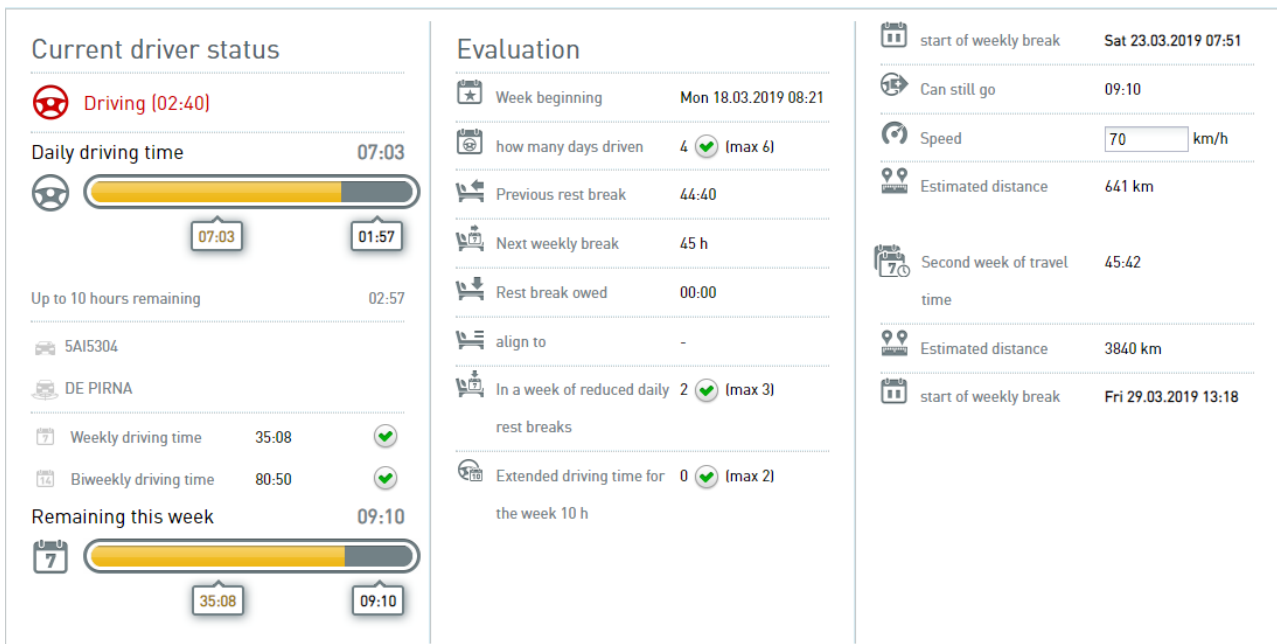 Current driver status
Driving (02:40)
Daily driving time 07:03
07:03 01:57
Up to 10 hours remaining 02:57
5AI5304
DE PIRNA
7 Weekly driving time 35:08
14 Biweekly driving time 80:50
Remaining this week 09:10
7
35:08 09:10
Evaluation
Week beginning Mon 18.03.2019 08:21
how many days driven 4 (max 6)
Previous rest break 44:40
7 Next weekly break 45 h
Rest break owed 00:00
align to -
7 In a week of reduced daily 2 (max 3)
rest breaks
10 Extended driving time for 0 (max 2)
the week 10 h
start of weekly break Sat 23.03.2019 07:51
Can still go 09:10
Speed 70 km/h
Estimated distance 641 km
7 Second week of travel 45:42
time
Estimated distance 3840 km
start of weekly break Fri 29.03.2019 13:18